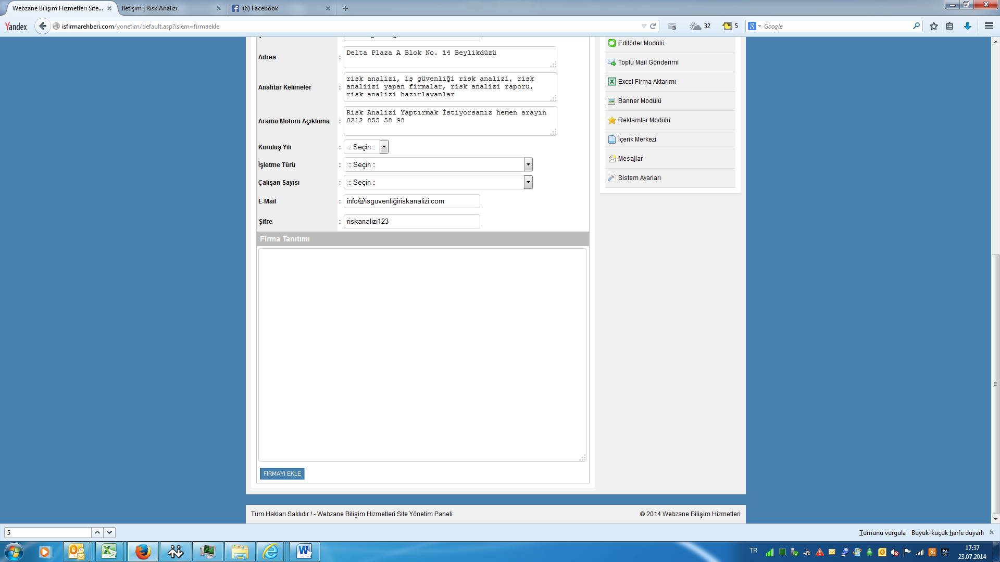 Webzane Bilişim Hizmetleri Site...
İletişim | Risk Analizi
(6) Facebook
Yandex
isfirmarehberi.com/yonetim/default.asp?islem=firmaekle
32
5
Google
Adres :
Delta Plaza A Blok No. 14 Beylikdüzü
Anahtar Kelimeler :
risk analizi, iş güvenliği risk analizi, risk
analiizi yapan firmalar, risk analizi raporu,
risk analizi hazırlayanlar
Arama Motoru Açıklama :
Risk Analizi Yaptırmak İstiyorsanız hemen arayın
0212 855 58 98
Kuruluş Yılı : :: Seçin ::
İşletme Türü : :: Seçin ::
Çalışan Sayısı : :: Seçin ::
E-Mail : info@isguvenliğiriskanalizi.com
Şifre : riskanalizi123
Firma Tanıtımı
FİRMAYI EKLE
Editörler Modülü
Toplu Mail Gönderimi
Excel Firma Aktarımı
Banner Modülü
Reklamlar Modülü
İçerik Merkezi
Mesajlar
Sistem Ayarları
Tüm Hakları Saklıdır ! - Webzane Bilişim Hizmetleri Site Yönetim Paneli
© 2014 Webzane Bilişim Hizmetleri
5
Tümünü vurgula
Büyük-küçük harfe duyarlı
TR
17:37
23.07.2014